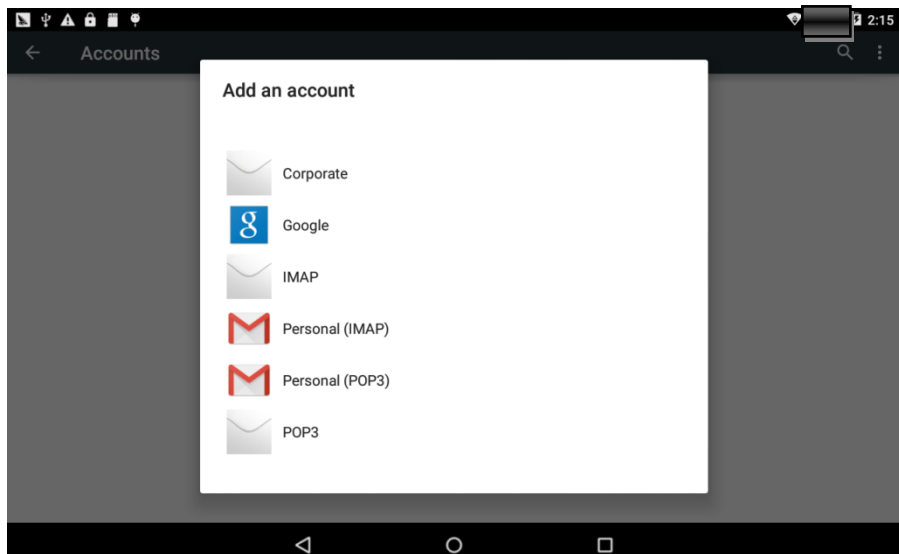 2:15
Accounts
Add an account
Corporate
g Google
IMAP
Personal (IMAP)
Personal (POP3)
POP3